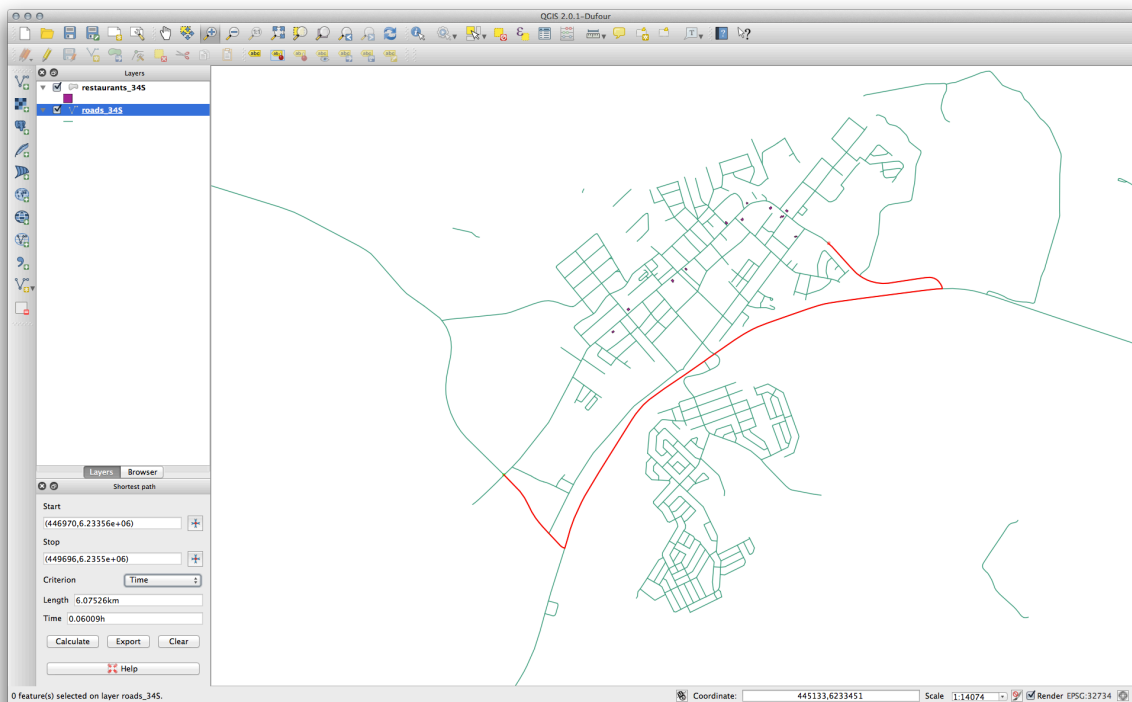 QGIS 2.0.1-Dufour
Layers
restaurants_34S
roads_34S
Layers
Browser
Shortest path
Start
(446970,6.23356e+06)
Stop
(449696,6.2355e+06)
Criterion
Time
Length
6.07526km
Time
0.06009h
Calculate
Export
Clear
Help
0 feature(s) selected on layer roads_34S.
Coordinate:
445133,6233451
Scale
1:14074
Render
EPSG:32734